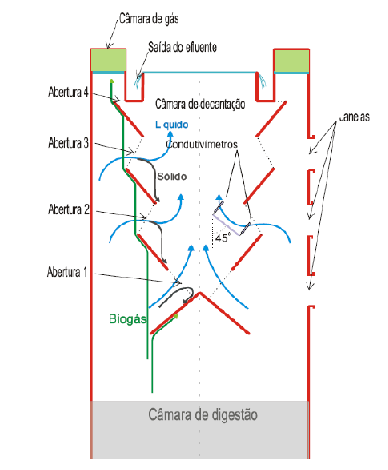 Câmara de gás
Saída do efluente
Abertura 4
Câmara de decantação
Janelas
Líquido
Abertura 3
Condutivímetros
Sólido
Abertura 2
45°
Abertura 1
Biogás
Câmara de digestão